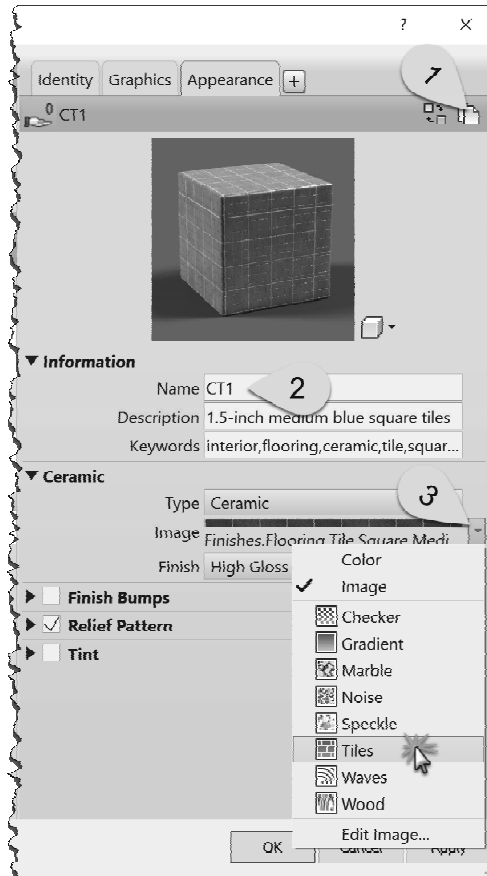 ?
1
Identity Graphics Appearance +
0 CT1
Information
Name CT1 2
Description 1.5-inch medium blue square tiles
Keywords interior,flooring,ceramic,tile,squar...
Ceramic
3
Type Ceramic
Image Finishes.Flooring.Tile.Square.Medi...
Finish High Gloss
Color
Image
Finish Bumps
Checker
Relief Pattern
Gradient
Tint
Marble
Noise
Speckle
Tiles
Waves
Wood
Edit Image...
OK Cancel Apply